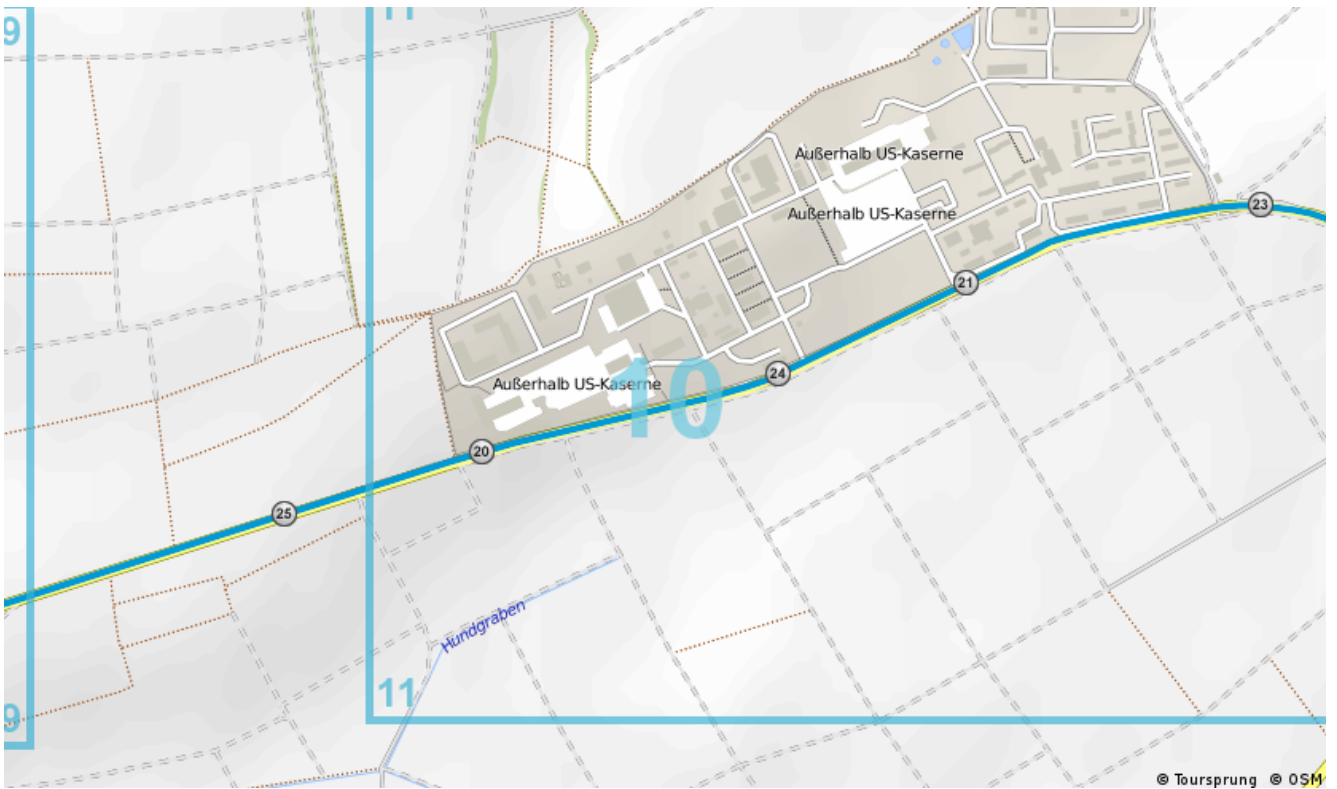 9
11
Außerhalb US-Kaserne
Außerhalb US-Kaserne
23
21
24
Außerhalb US-Kaserne
10
20
25
Hundgraben
11
9
© Toursprung © OSM